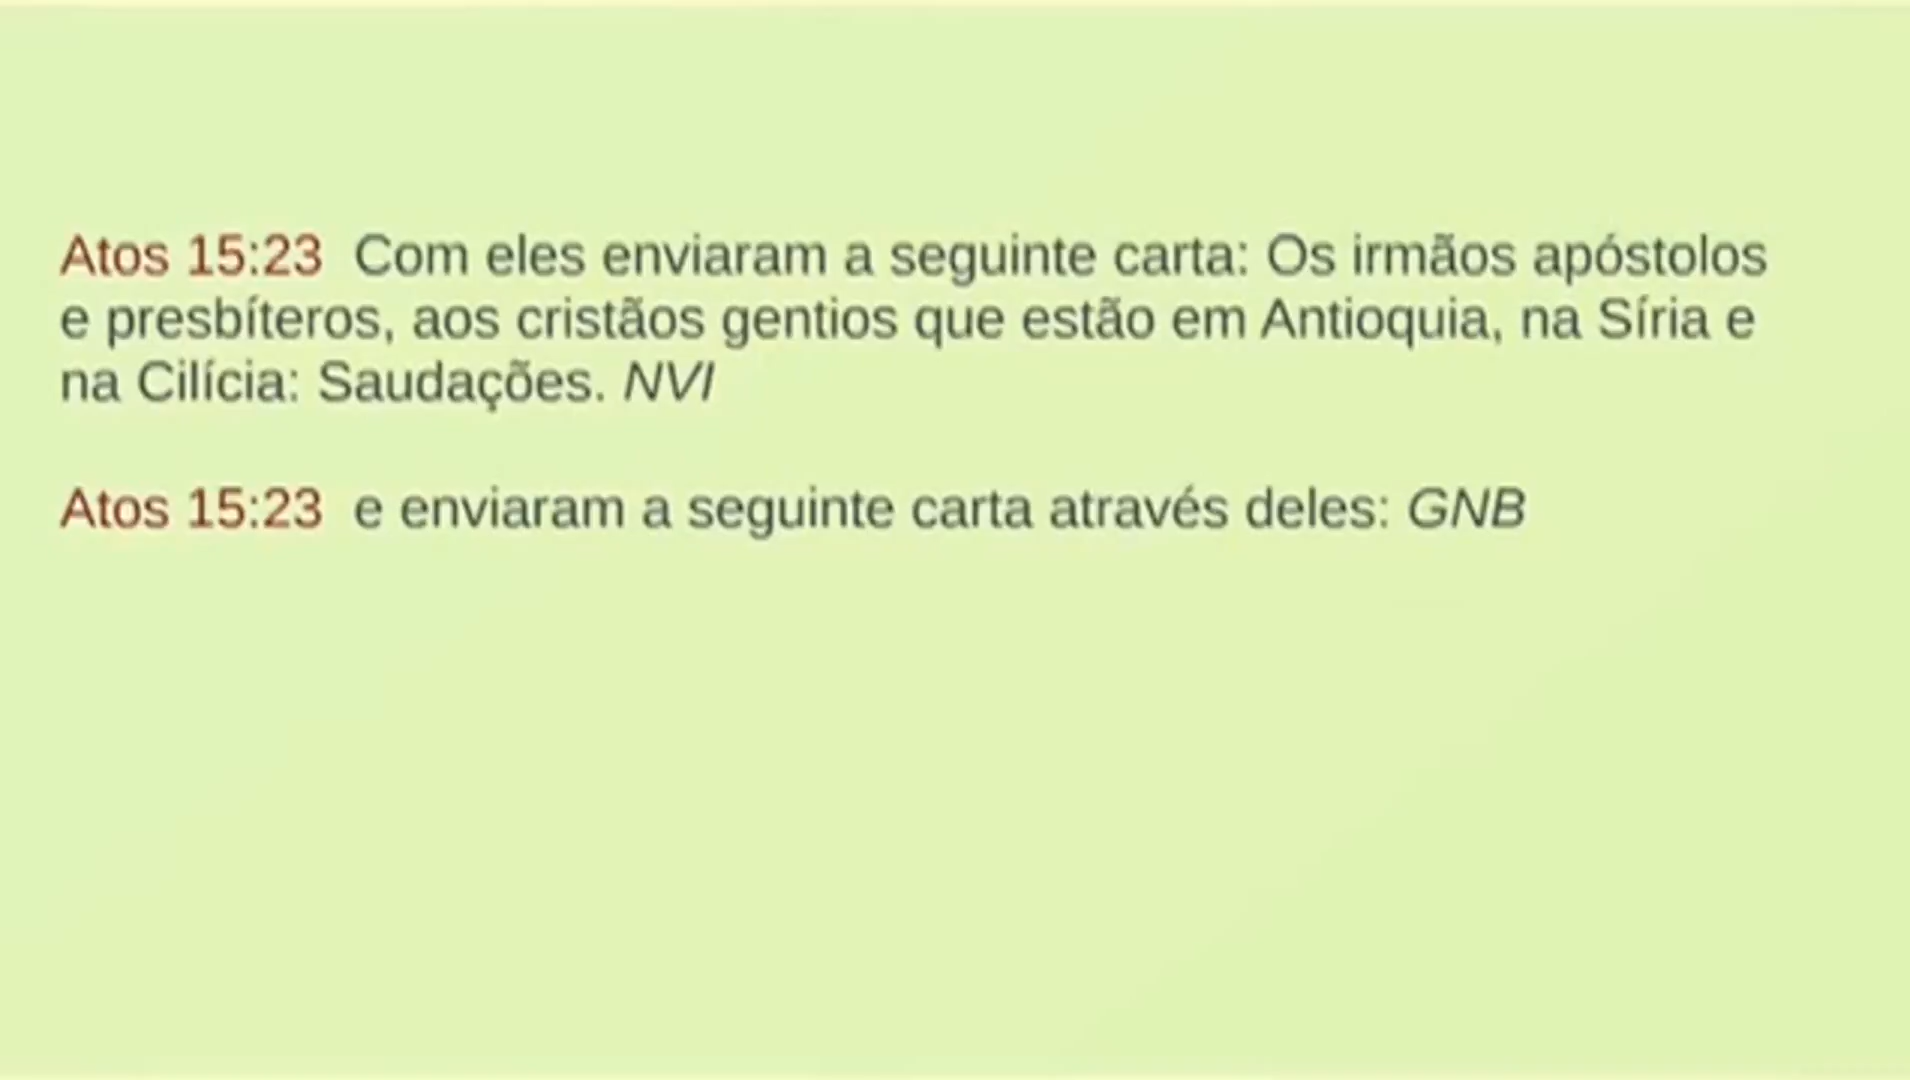 Atos 15:23 Com eles enviaram a seguinte carta: Os irmãos apóstolos
e presbíteros, aos cristãos gentios que estão em Antioquia, na Síria e
na Cilícia: Saudações. NVI
Atos 15:23 e enviaram a seguinte carta através deles: GNB